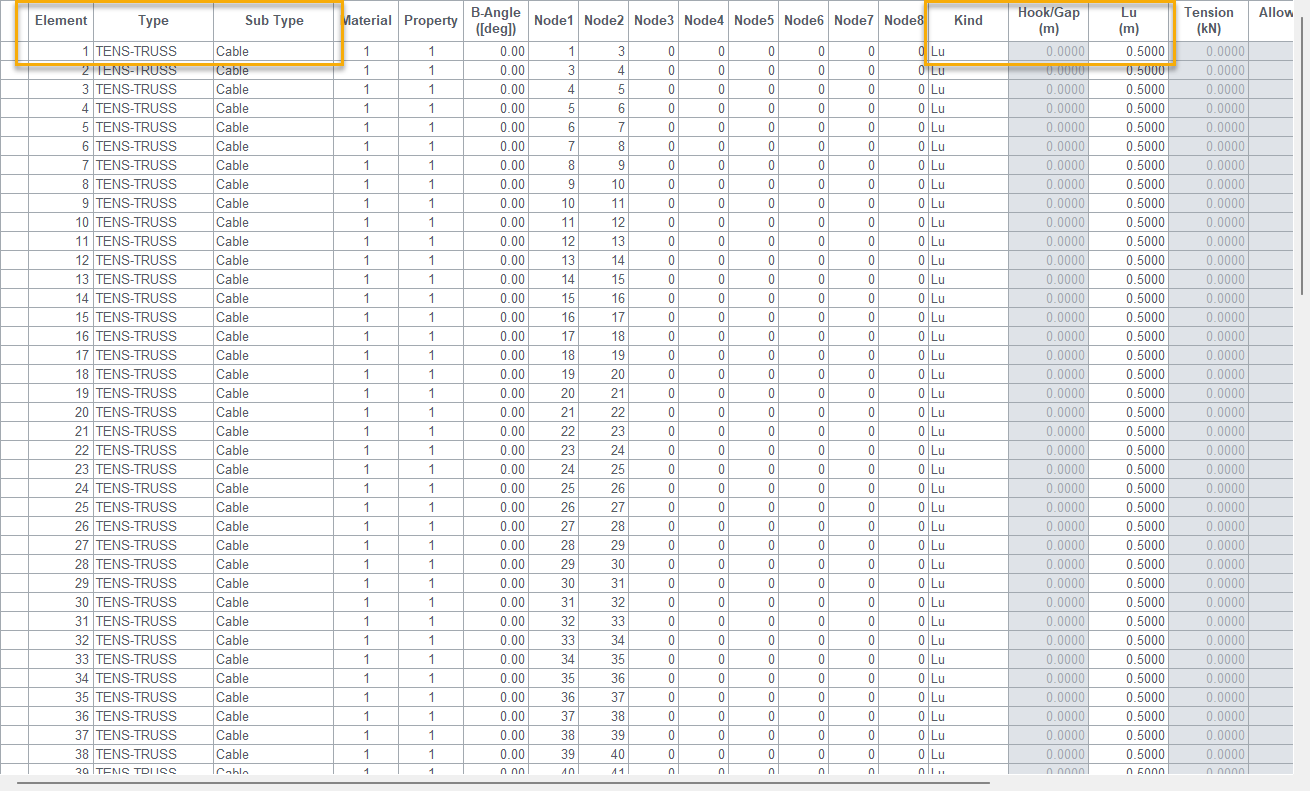 Element Type Sub Type Material Property B-Angle ([deg]) Node1 Node2 Node3 Node4 Node5 Node6 Node7 Node8 Kind Hook/Gap (m) Lu (m) Tension (kN) Allow
1 TENS-TRUSS Cable 1 1 0.00 1 3 0 0 0 0 0 0 Lu 0.0000 0.5000 0.0000
2 TENS-TRUSS Cable 1 1 0.00 3 4 0 0 0 0 0 0 Lu 0.0000 0.5000 0.0000
3 TENS-TRUSS Cable 1 1 0.00 4 5 0 0 0 0 0 0 Lu 0.0000 0.5000 0.0000
4 TENS-TRUSS Cable 1 1 0.00 5 6 0 0 0 0 0 0 Lu 0.0000 0.5000 0.0000
5 TENS-TRUSS Cable 1 1 0.00 6 7 0 0 0 0 0 0 Lu 0.0000 0.5000 0.0000
6 TENS-TRUSS Cable 1 1 0.00 7 8 0 0 0 0 0 0 Lu 0.0000 0.5000 0.0000
7 TENS-TRUSS Cable 1 1 0.00 8 9 0 0 0 0 0 0 Lu 0.0000 0.5000 0.0000
8 TENS-TRUSS Cable 1 1 0.00 9 10 0 0 0 0 0 0 Lu 0.0000 0.5000 0.0000
9 TENS-TRUSS Cable 1 1 0.00 10 11 0 0 0 0 0 0 Lu 0.0000 0.5000 0.0000
10 TENS-TRUSS Cable 1 1 0.00 11 12 0 0 0 0 0 0 Lu 0.0000 0.5000 0.0000
11 TENS-TRUSS Cable 1 1 0.00 12 13 0 0 0 0 0 0 Lu 0.0000 0.5000 0.0000
12 TENS-TRUSS Cable 1 1 0.00 13 14 0 0 0 0 0 0 Lu 0.0000 0.5000 0.0000
13 TENS-TRUSS Cable 1 1 0.00 14 15 0 0 0 0 0 0 Lu 0.0000 0.5000 0.0000
14 TENS-TRUSS Cable 1 1 0.00 15 16 0 0 0 0 0 0 Lu 0.0000 0.5000 0.0000
15 TENS-TRUSS Cable 1 1 0.00 16 17 0 0 0 0 0 0 Lu 0.0000 0.5000 0.0000
16 TENS-TRUSS Cable 1 1 0.00 17 18 0 0 0 0 0 0 Lu 0.0000 0.5000 0.0000
17 TENS-TRUSS Cable 1 1 0.00 18 19 0 0 0 0 0 0 Lu 0.0000 0.5000 0.0000
18 TENS-TRUSS Cable 1 1 0.00 19 20 0 0 0 0 0 0 Lu 0.0000 0.5000 0.0000
19 TENS-TRUSS Cable 1 1 0.00 20 21 0 0 0 0 0 0 Lu 0.0000 0.5000 0.0000
20 TENS-TRUSS Cable 1 1 0.00 21 22 0 0 0 0 0 0 Lu 0.0000 0.5000 0.0000
21 TENS-TRUSS Cable 1 1 0.00 22 23 0 0 0 0 0 0 Lu 0.0000 0.5000 0.0000
22 TENS-TRUSS Cable 1 1 0.00 23 24 0 0 0 0 0 0 Lu 0.0000 0.5000 0.0000
23 TENS-TRUSS Cable 1 1 0.00 24 25 0 0 0 0 0 0 Lu 0.0000 0.5000 0.0000
24 TENS-TRUSS Cable 1 1 0.00 25 26 0 0 0 0 0 0 Lu 0.0000 0.5000 0.0000
25 TENS-TRUSS Cable 1 1 0.00 26 27 0 0 0 0 0 0 Lu 0.0000 0.5000 0.0000
26 TENS-TRUSS Cable 1 1 0.00 27 28 0 0 0 0 0 0 Lu 0.0000 0.5000 0.0000
27 TENS-TRUSS Cable 1 1 0.00 28 29 0 0 0 0 0 0 Lu 0.0000 0.5000 0.0000
28 TENS-TRUSS Cable 1 1 0.00 29 30 0 0 0 0 0 0 Lu 0.0000 0.5000 0.0000
29 TENS-TRUSS Cable 1 1 0.00 30 31 0 0 0 0 0 0 Lu 0.0000 0.5000 0.0000
30 TENS-TRUSS Cable 1 1 0.00 31 32 0 0 0 0 0 0 Lu 0.0000 0.5000 0.0000
31 TENS-TRUSS Cable 1 1 0.00 32 33 0 0 0 0 0 0 Lu 0.0000 0.5000 0.0000
32 TENS-TRUSS Cable 1 1 0.00 33 34 0 0 0 0 0 0 Lu 0.0000 0.5000 0.0000
33 TENS-TRUSS Cable 1 1 0.00 34 35 0 0 0 0 0 0 Lu 0.0000 0.5000 0.0000
34 TENS-TRUSS Cable 1 1 0.00 35 36 0 0 0 0 0 0 Lu 0.0000 0.5000 0.0000
35 TENS-TRUSS Cable 1 1 0.00 36 37 0 0 0 0 0 0 Lu 0.0000 0.5000 0.0000
36 TENS-TRUSS Cable 1 1 0.00 37 38 0 0 0 0 0 0 Lu 0.0000 0.5000 0.0000
37 TENS-TRUSS Cable 1 1 0.00 38 39 0 0 0 0 0 0 Lu 0.0000 0.5000 0.0000
38 TENS-TRUSS Cable 1 1 0.00 39 40 0 0 0 0 0 0 Lu 0.0000 0.5000 0.0000
39 TENS-TRUSS Cable 1 1 0.00 40 41 0 0 0 0 0 0 Lu 0.0000 0.5000 0.0000